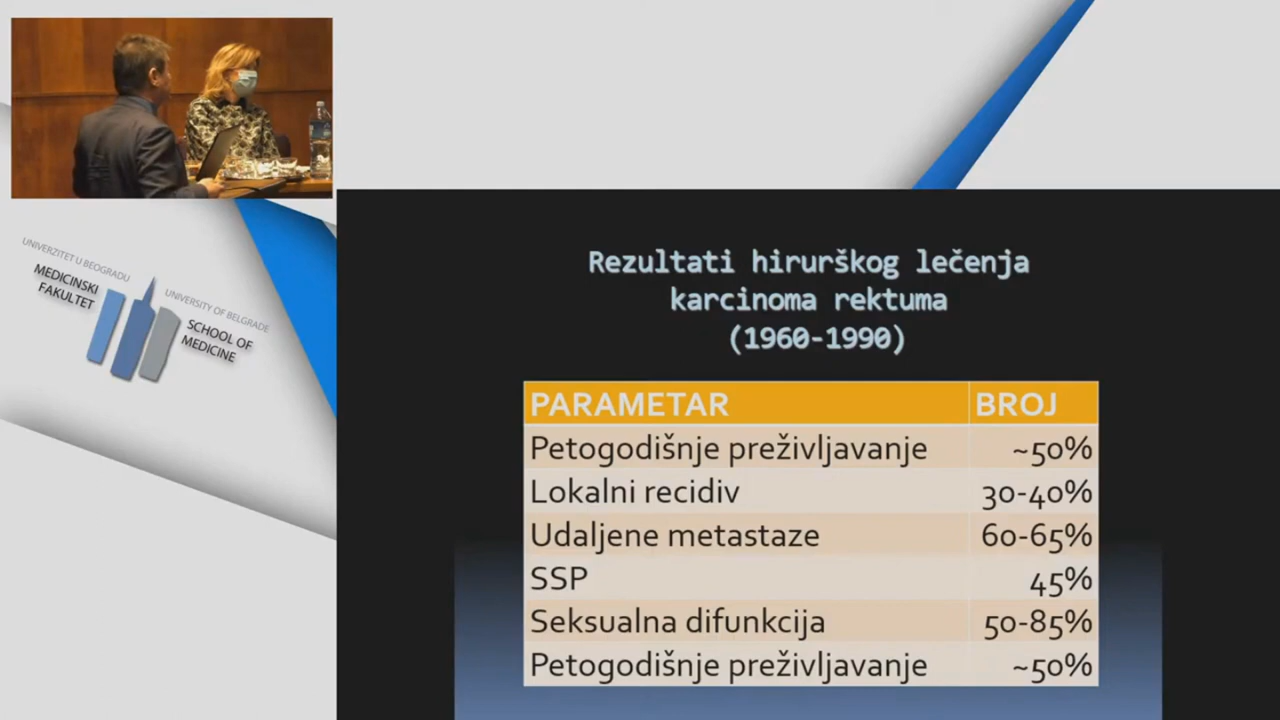 UNIVERZITET U BEOGRADU
MEDICINSKI
FAKULTET
UNIVERSITY OF BELGRADE
SCHOOL OF
MEDICINE
Rezultati hirurškog lečenja
karcinoma rektuma
(1960-1990)
PARAMETAR BROJ
Petogodišnje preživljavanje ~50%
Lokalni recidiv 30-40%
Udaljene metastaze 60-65%
SSP 45%
Seksualna difunkcija 50-85%
Petogodišnje preživljavanje ~50%